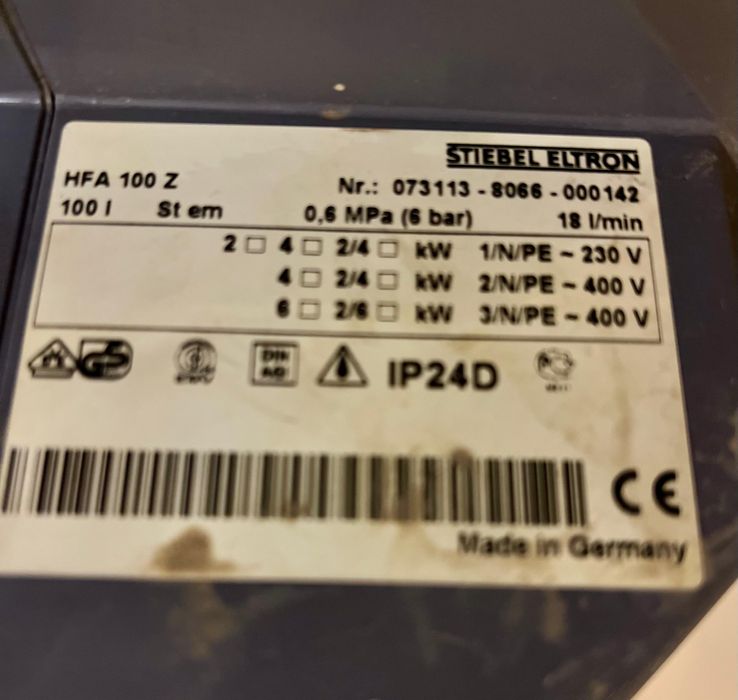 STIEBEL ELTRON
HFA 100 Z Nr.: 073113 - 8066 - 000142
100 l St em 0,6 MPa (6 bar) 18 l/min
2 □ 4 □ 2/4 □ kW 1/N/PE ~ 230 V
4 □ 2/4 □ kW 2/N/PE ~ 400 V
6 □ 2/6 □ kW 3/N/PE ~ 400 V
GS DIN IP24D
CE
Made in Germany